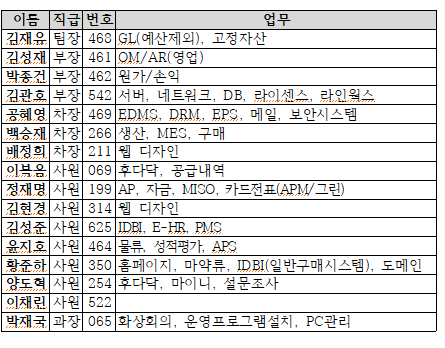 이름 직급 번호 업무
김재유 팀장 468 GL(예산제외), 고정자산
김성재 부장 461 OM/AR(영업)
박종건 부장 462 원가/손익
김관호 부장 542 서버, 네트워크, DB, 라이센스, 라인웍스
공혜영 차장 469 EDMS, DRM, EPS, 메일, 보안시스템
백승재 차장 266 생산, MES, 구매
배정희 차장 211 웹 디자인
이복음 사원 069 후다닥, 공급내역
정재명 사원 199 AP, 자금, MISO, 카드전표(APM/그린)
김현경 사원 314 웹 디자인
김성준 사원 625 IDBI, E-HR, PMS
윤지호 사원 464 물류, 성적평가, APS
황준하 사원 350 홈페이지, 마약류, IDBI(일반구매시스템), 도메인
양도혁 사원 254 후다닥, 마이니, 설문조사
이채린 사원 522
박재국 과장 065 화상회의, 운영프로그램설치, PC관리